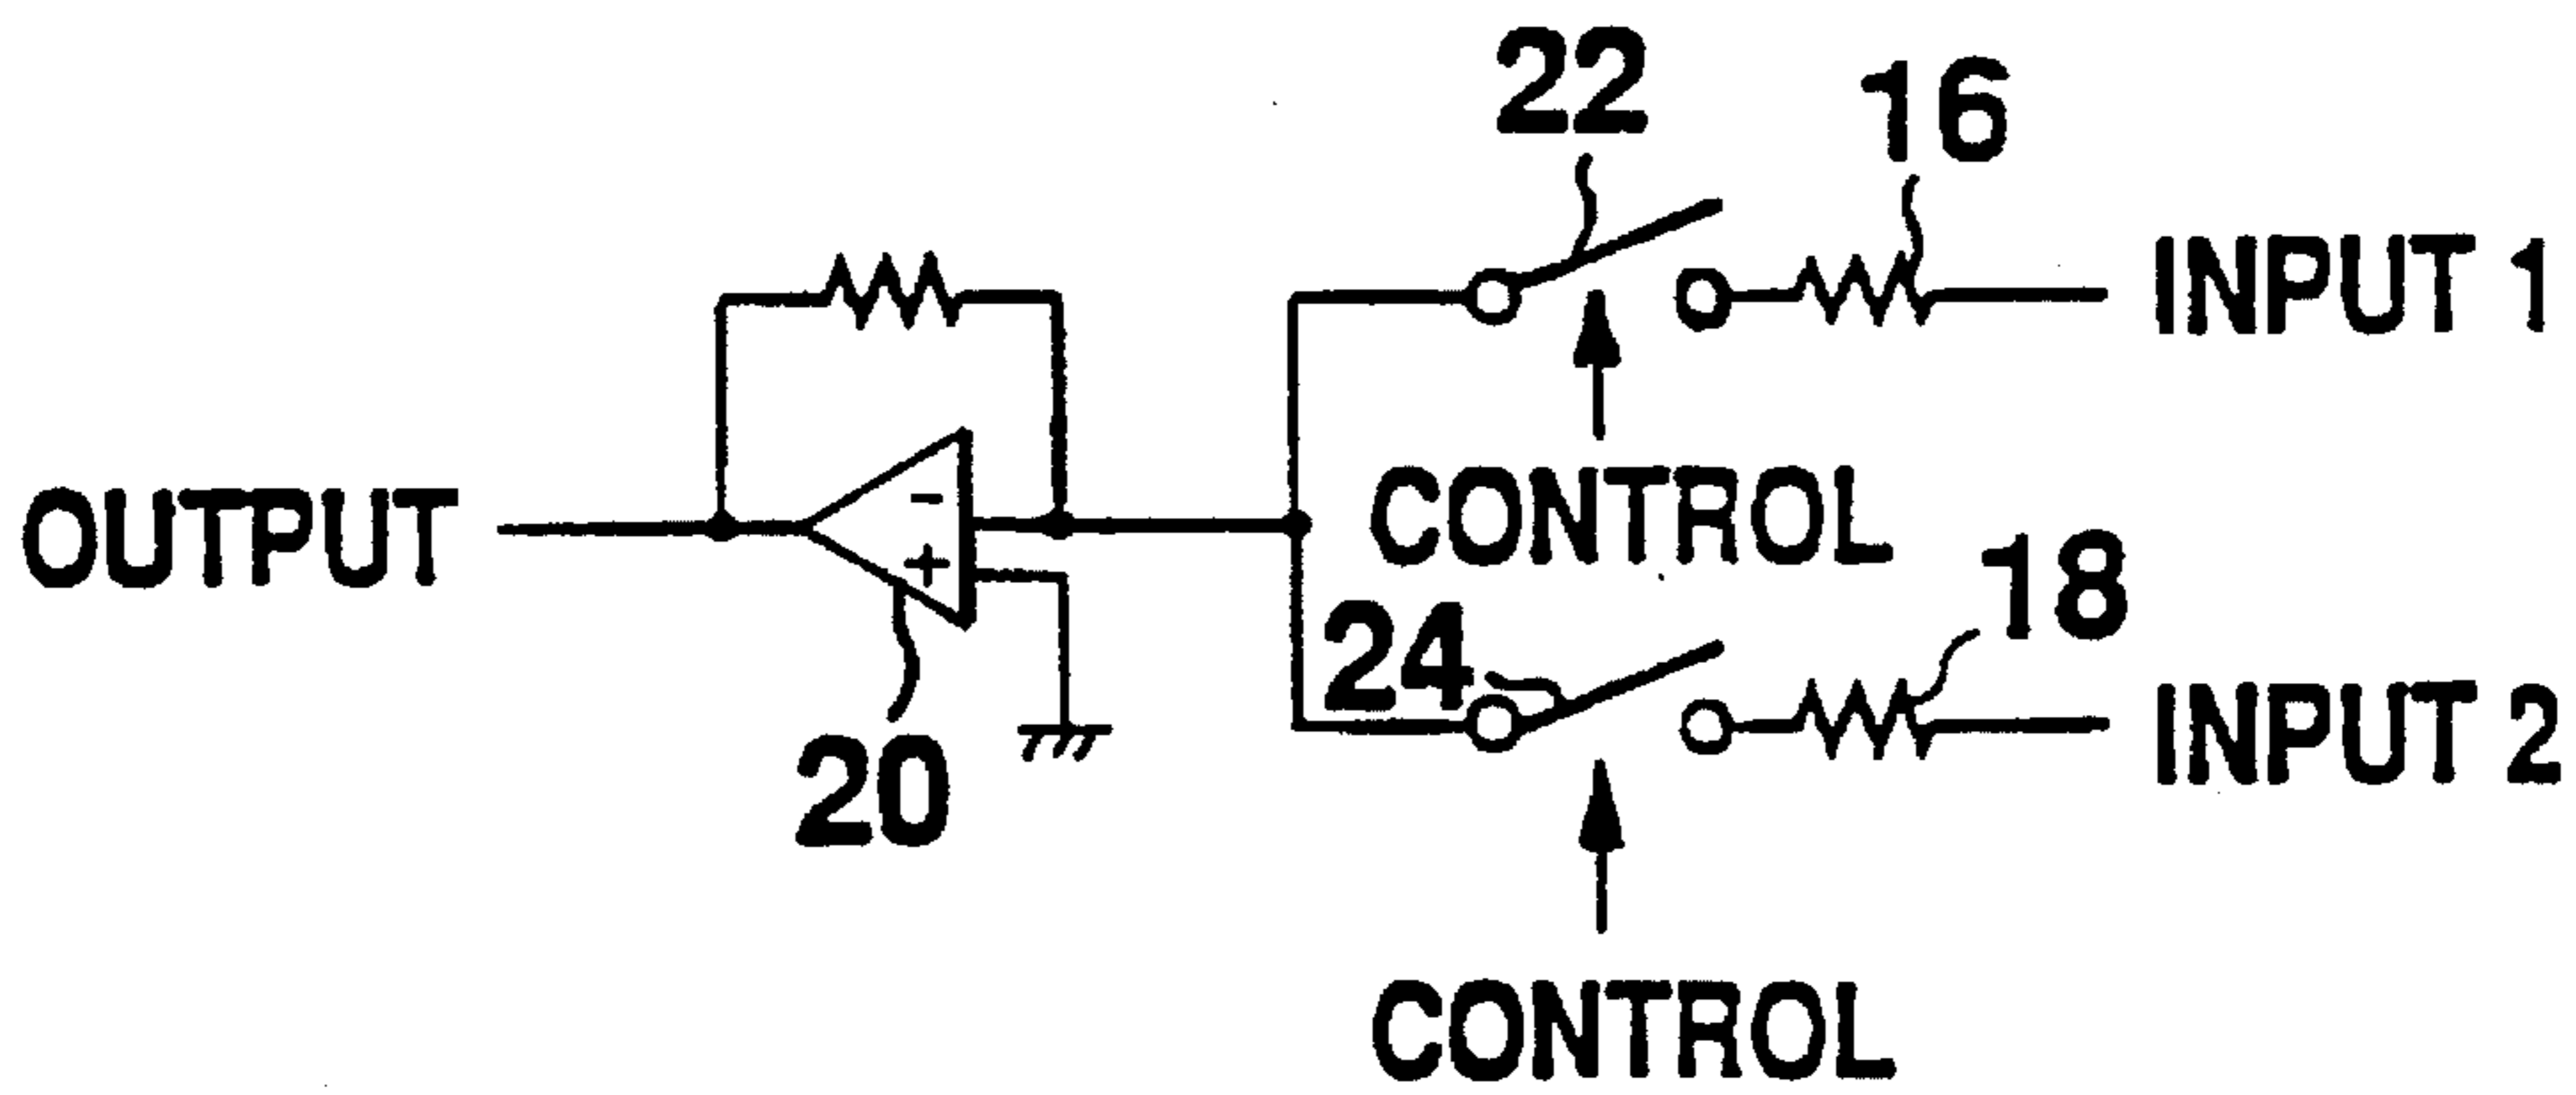 22
16
INPUT 1
CONTROL
OUTPUT
-
+
18
24
INPUT 2
20
CONTROL